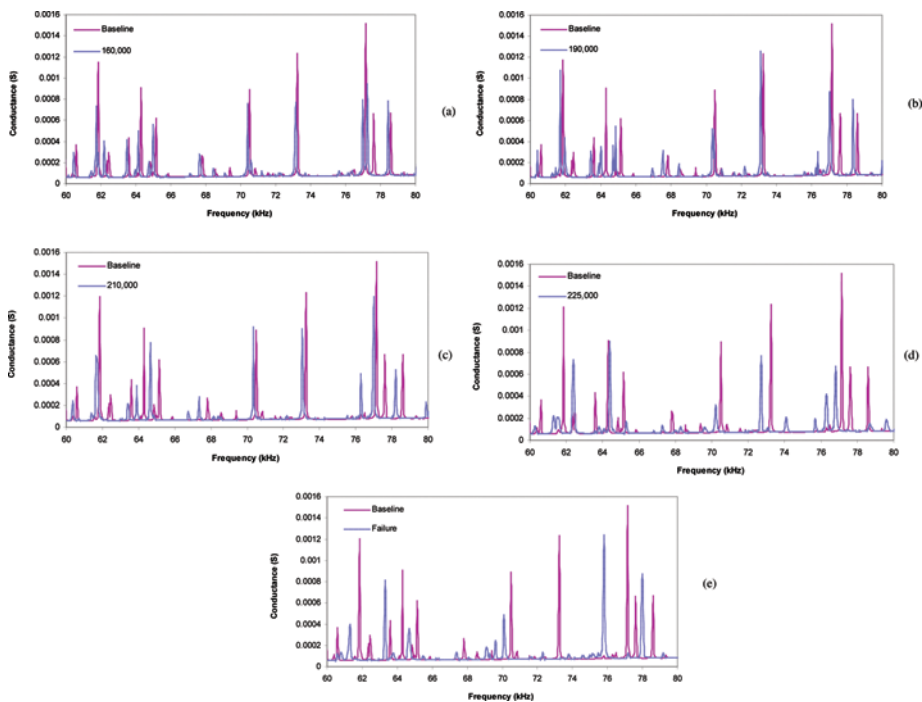 0.0016
0.0014
0.0012
0.001
0.0008
0.0006
0.0004
0.0002
0
Conductance (S)
Baseline
160,000
60 62 64 66 68 70 72 74 76 78 80
Frequency (kHz)
(a)
0.0016
0.0014
0.0012
0.001
0.0008
0.0006
0.0004
0.0002
0
Conductance (S)
Baseline
190,000
60 62 64 66 68 70 72 74 76 78 80
Frequency (kHz)
(b)
0.0016
0.0014
0.0012
0.001
0.0008
0.0006
0.0004
0.0002
0
Conductance (S)
Baseline
210,000
60 62 64 66 68 70 72 74 76 78 80
Frequency (kHz)
(c)
0.0016
0.0014
0.0012
0.001
0.0008
0.0006
0.0004
0.0002
0
Conductance (S)
Baseline
225,000
60 62 64 66 68 70 72 74 76 78 80
Frequency (kHz)
(d)
0.0016
0.0014
0.0012
0.001
0.0008
0.0006
0.0004
0.0002
0
Conductance (S)
Baseline
Failure
60 62 64 66 68 70 72 74 76 78 80
Frequency (kHz)
(e)